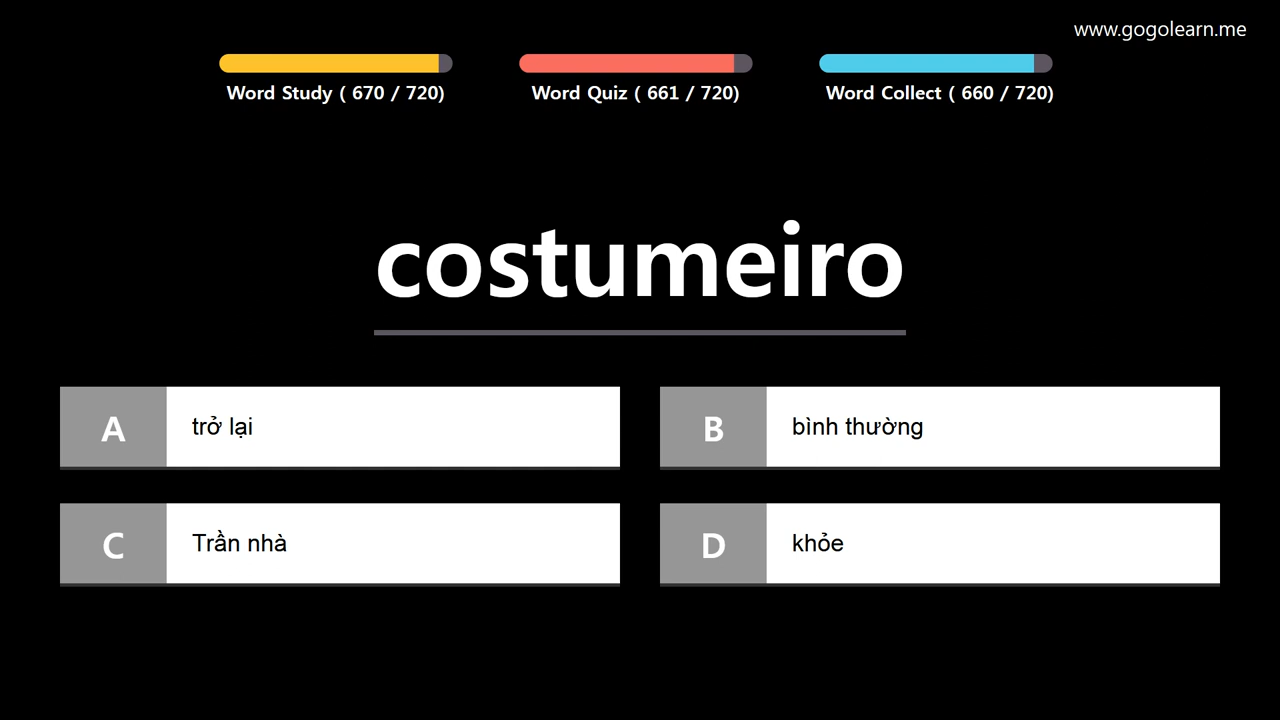 www.gogolearn.me
Word Study ( 670 / 720)
Word Quiz ( 661 / 720)
Word Collect ( 660 / 720)
costumeiro
A trở lại
B bình thường
C Trần nhà
D khỏe